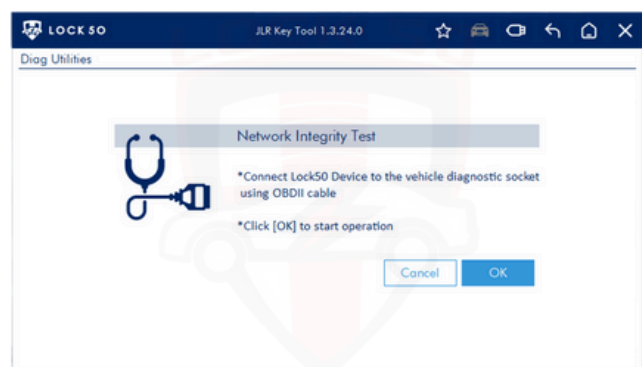 LOCK 50
JLR Key Tool 1.3.24.0
Diag Utilities
Network Integrity Test
*Connect Lock50 Device to the vehicle diagnostic socket
using OBDII cable
*Click [OK] to start operation
Cancel
OK